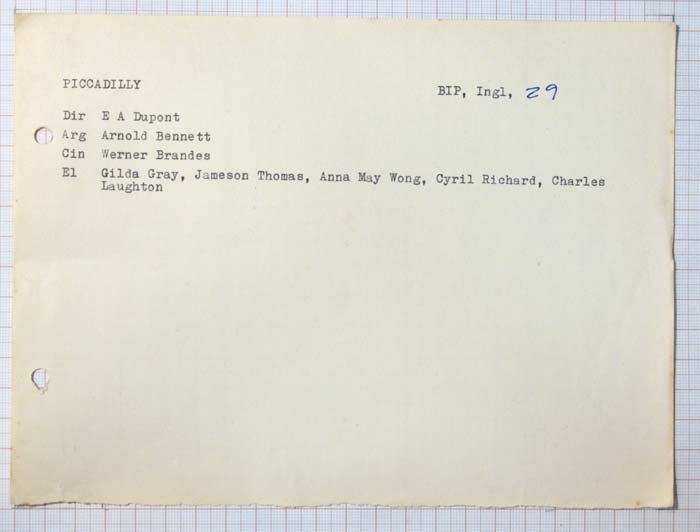 PICCADILLY
BIP, Ingl, 29
Dir E A Dupont
Arg Arnold Bennett
Cin Werner Brandes
El Gilda Gray, Jameson Thomas, Anna May Wong, Cyril Richard, Charles
Laughton